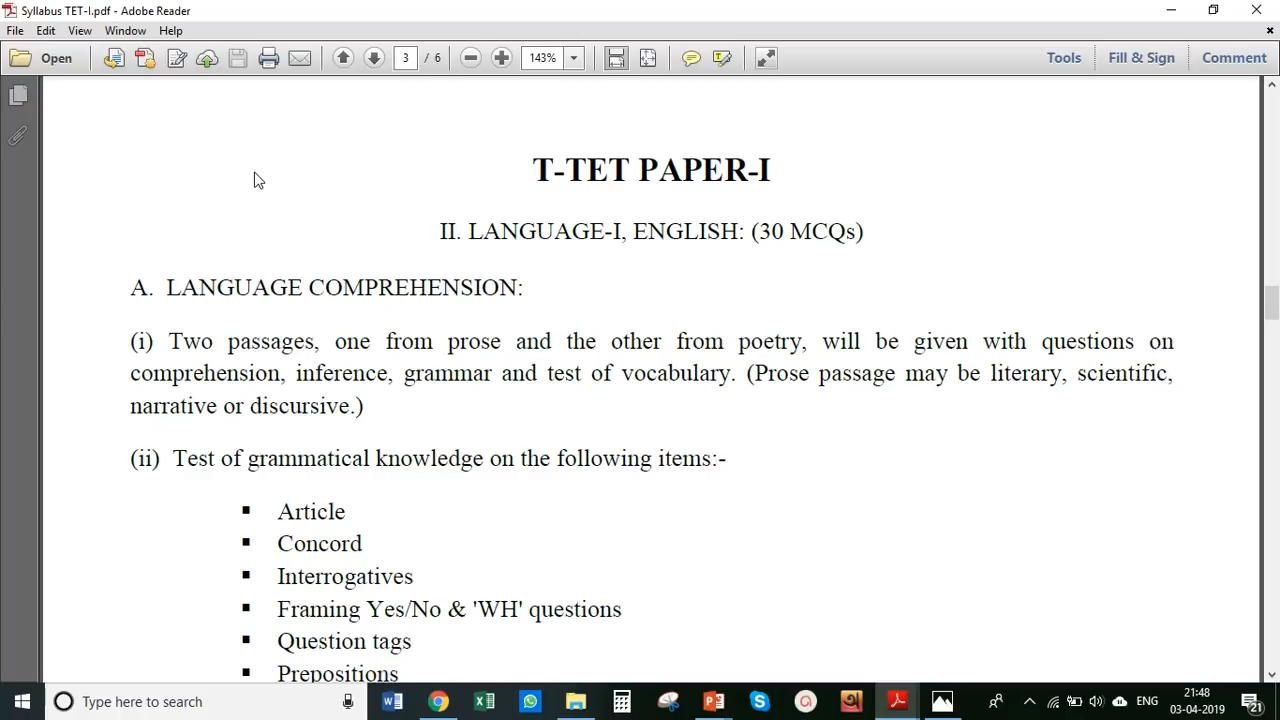 Syllabus TET-I.pdf - Adobe Reader
File Edit View Window Help
Open 3 / 6 143% Tools Fill & Sign Comment
T-TET PAPER-I
II. LANGUAGE-I, ENGLISH: (30 MCQs)
A. LANGUAGE COMPREHENSION:
(i) Two passages, one from prose and the other from poetry, will be given with questions on
comprehension, inference, grammar and test of vocabulary. (Prose passage may be literary, scientific,
narrative or discursive.)
(ii) Test of grammatical knowledge on the following items:-
▪ Article
▪ Concord
▪ Interrogatives
▪ Framing Yes/No & 'WH' questions
▪ Question tags
▪ Prepositions
Type here to search
ENG
21:48
03-04-2019
21